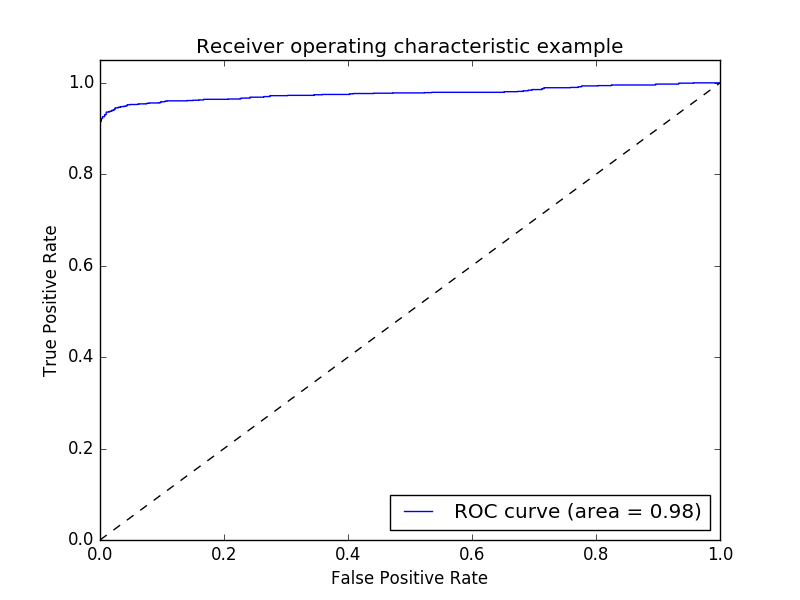 Receiver operating characteristic example
1.0
0.8
0.6
0.4
0.2
0.0
True Positive Rate
ROC curve (area = 0.98)
0.0 0.2 0.4 0.6 0.8 1.0
False Positive Rate